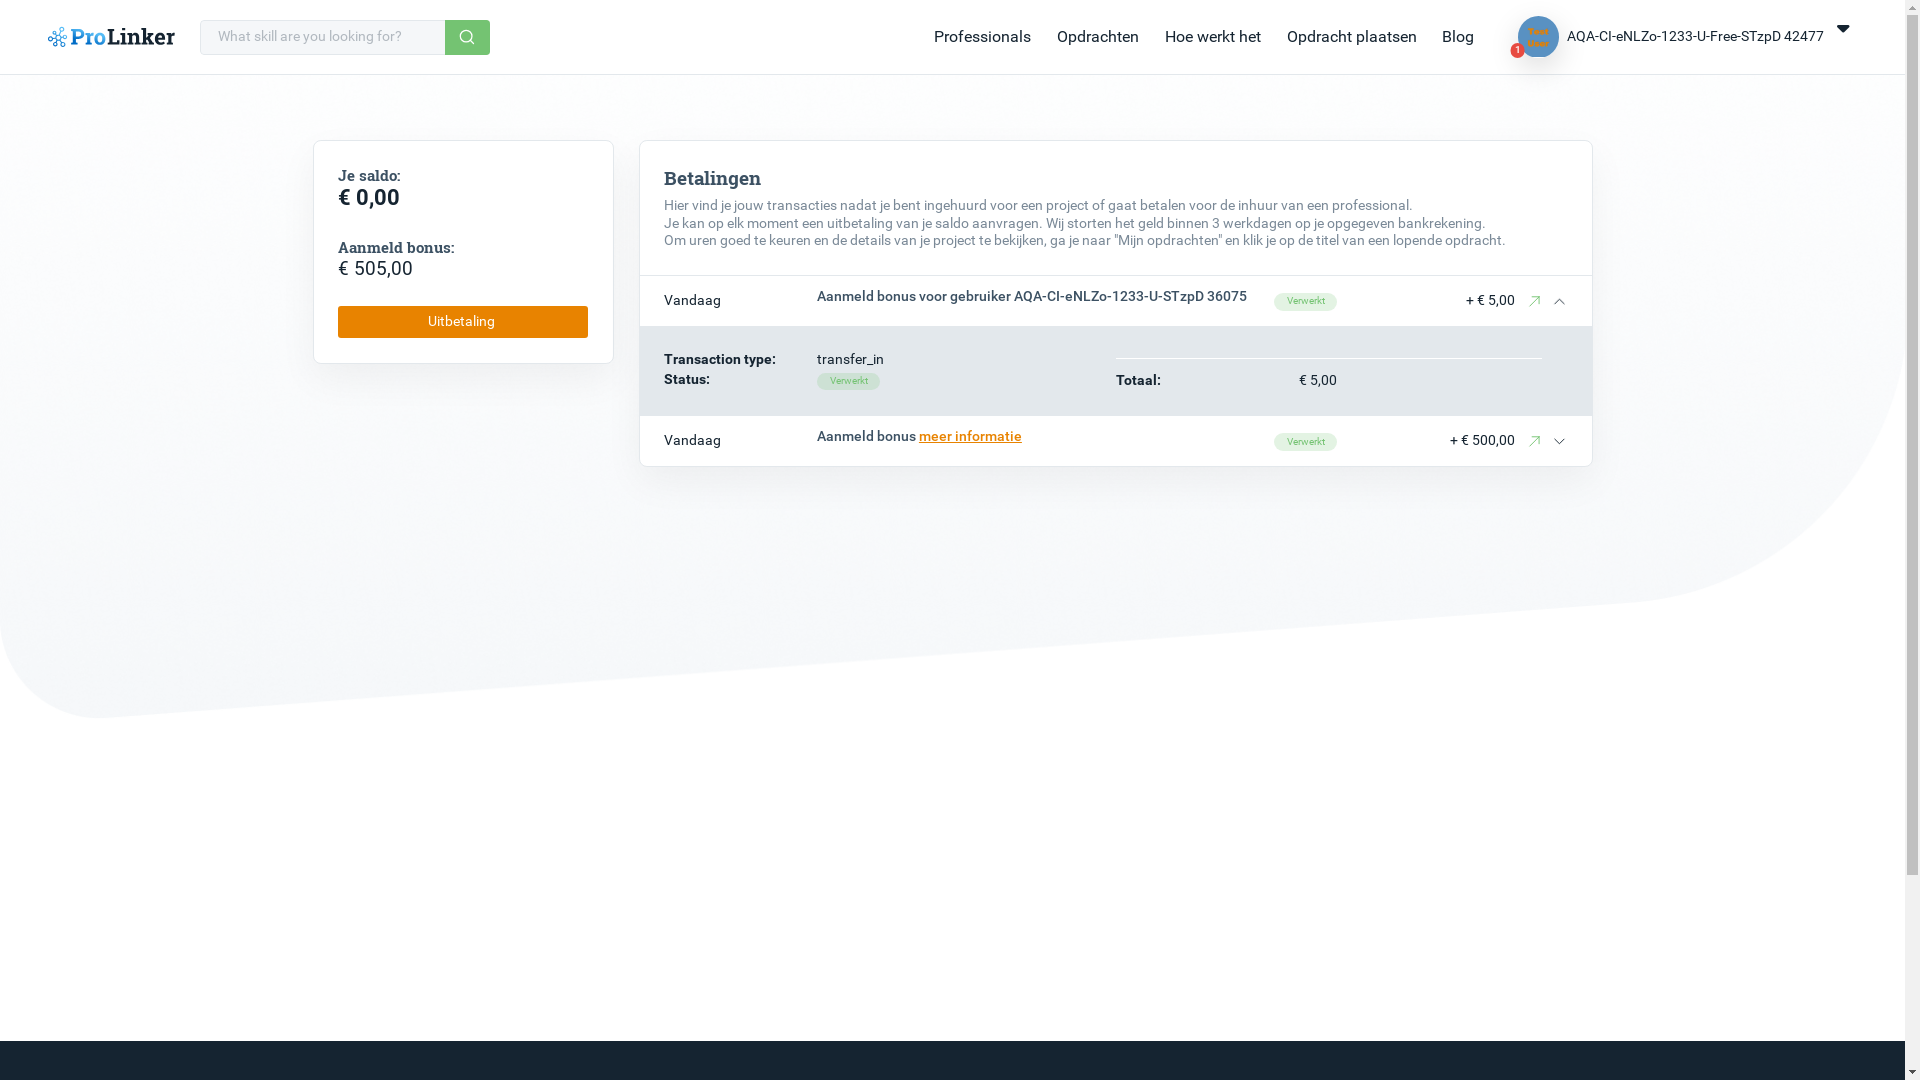 ProLinker
What skill are you looking for?
Professionals
Opdrachten
Hoe werkt het
Opdracht plaatsen
Blog
Test
User
1
AQA-CI-eNLZo-1233-U-Free-STzpD 42477
Je saldo:
€ 0,00
Aanmeld bonus:
€ 505,00
Uitbetaling
Betalingen
Hier vind je jouw transacties nadat je bent ingehuurd voor een project of gaat betalen voor de inhuur van een professional.
Je kan op elk moment een uitbetaling van je saldo aanvragen. Wij storten het geld binnen 3 werkdagen op je opgegeven bankrekening.
Om uren goed te keuren en de details van je project te bekijken, ga je naar "Mijn opdrachten" en klik je op de titel van een lopende opdracht.
Vandaag
Aanmeld bonus voor gebruiker AQA-CI-eNLZo-1233-U-STzpD 36075
Verwerkt
+ € 5,00
Transaction type:
transfer_in
Status:
Verwerkt
Totaal:
€ 5,00
Vandaag
Aanmeld bonus meer informatie
Verwerkt
+ € 500,00